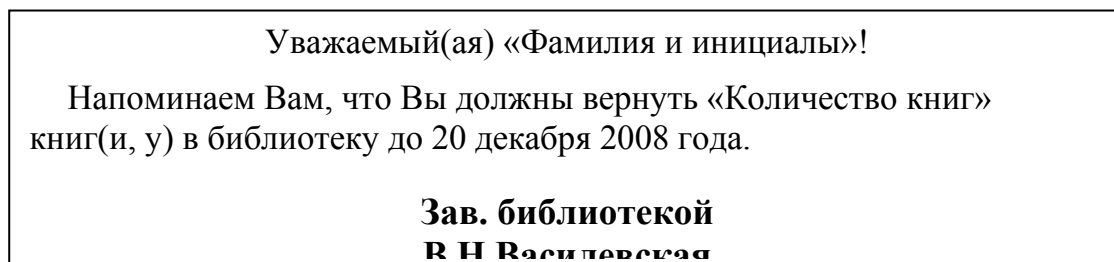 Уважаемый(ая) «Фамилия и инициалы»!
Напоминаем Вам, что Вы должны вернуть «Количество книг»
книг(и, у) в библиотеку до 20 декабря 2008 года.
Зав. библиотекой
В.Н.Василевская